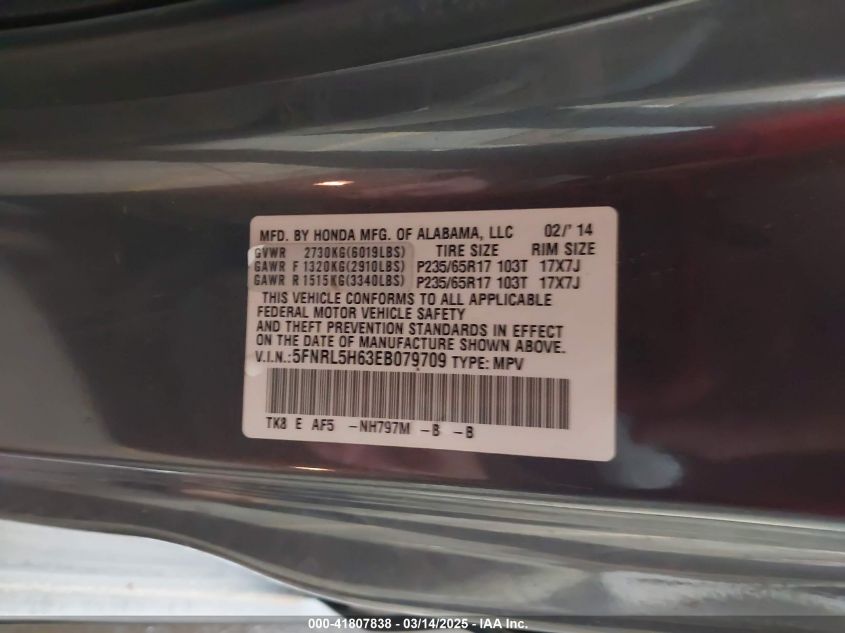 MFD. BY HONDA MFG. OF ALABAMA, LLC 02/'14
GVWR 2730KG(6019LBS) TIRE SIZE RIM SIZE
GAWR F 1320KG(2910LBS) P235/65R17 103T 17X7J
GAWR R 1515KG(3340LBS) P235/65R17 103T 17X7J
THIS VEHICLE CONFORMS TO ALL APPLICABLE
FEDERAL MOTOR VEHICLE SAFETY
AND THEFT PREVENTION STANDARDS IN EFFECT
ON THE DATE OF MANUFACTURE SHOWN ABOVE.
V.I.N.:5FNRL5H63EB079709 TYPE: MPV
TK8 E AF5 -NH797M -B -B
000-41807838 - 03/14/2025 - IAAI.com